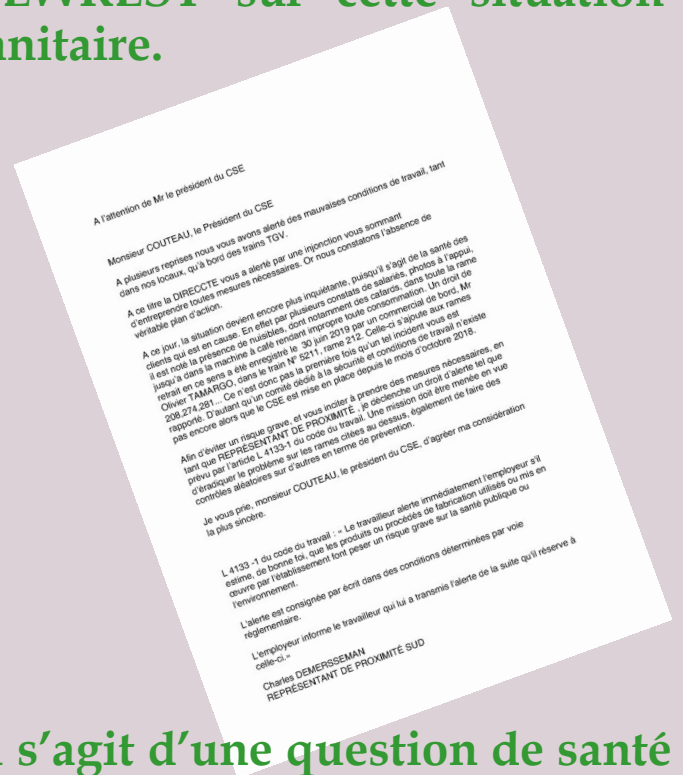 EWREST sur cette situation
nitaire.
A l'attention de Mr le président du CSE
Monsieur COUTEAU, le Président du CSE
A plusieurs reprises nous vous avons alerté des mauvaises conditions de travail, tant
dans nos locaux, qu'à bord des trains TGV.
A ce titre la DIRECCTE vous a alerté par une injonction vous sommant
d'entreprendre toutes mesures nécessaires. Or nous constatons l'absence de
véritable plan d'action.
A ce jour, la situation devient encore plus inquiétante, puisqu'il s'agit de la santé des
clients qui est en cause. En effet par plusieurs constats de salariés, photos à l'appui,
il est noté la présence de nuisibles, dont notamment des cafards, dans toute la rame
jusqu'a dans la machine à café rendant impropre toute consommation. Un droit de
retrait en ce sens a été enregistré le 30 juin 2019 par un commercial de bord, Mr
Olivier TAMARGO, dans le train N° 5211, rame 212. Celle-ci s'ajoute aux rames
208,274,281... Ce n'est donc pas la première fois qu'un tel incident vous est
rapporté. D'autant qu'un comité dédié à la sécurité et conditions de travail n'existe
pas encore alors que le CSE est mise en place depuis le mois d'octobre 2018.
Afin d'éviter un risque grave, et vous inciter à prendre des mesures nécessaires, en
tant que REPRÉSENTANT DE PROXIMITÉ , je déclenche un droit d'alerte tel que
prévu par l'article L 4133-1 du code du travail. Une mission doit être menée en vue
d'éradiquer le problème sur les rames citées au dessus, également de faire des
contrôles aléatoires sur d'autres en terme de prévention.
Je vous prie, monsieur COUTEAU, le président du CSE, d'agréer ma considération
la plus sincère.
L 4133 -1 du code du travail : « Le travailleur alerte immédiatement l'employeur s'il
estime, de bonne foi, que les produits ou procédés de fabrication utilisés ou mis en
œuvre par l'établissement font peser un risque grave sur la santé publique ou
l'environnement.
L'alerte est consignée par écrit dans des conditions déterminées par voie
règlementaire.
L'employeur informe le travailleur qui lui a transmis l'alerte de la suite qu'il réserve à
celle-ci.»
Charles DEMERSSEMAN
REPRÉSENTANT DE PROXIMITÉ SUD
s'agit d'une question de santé